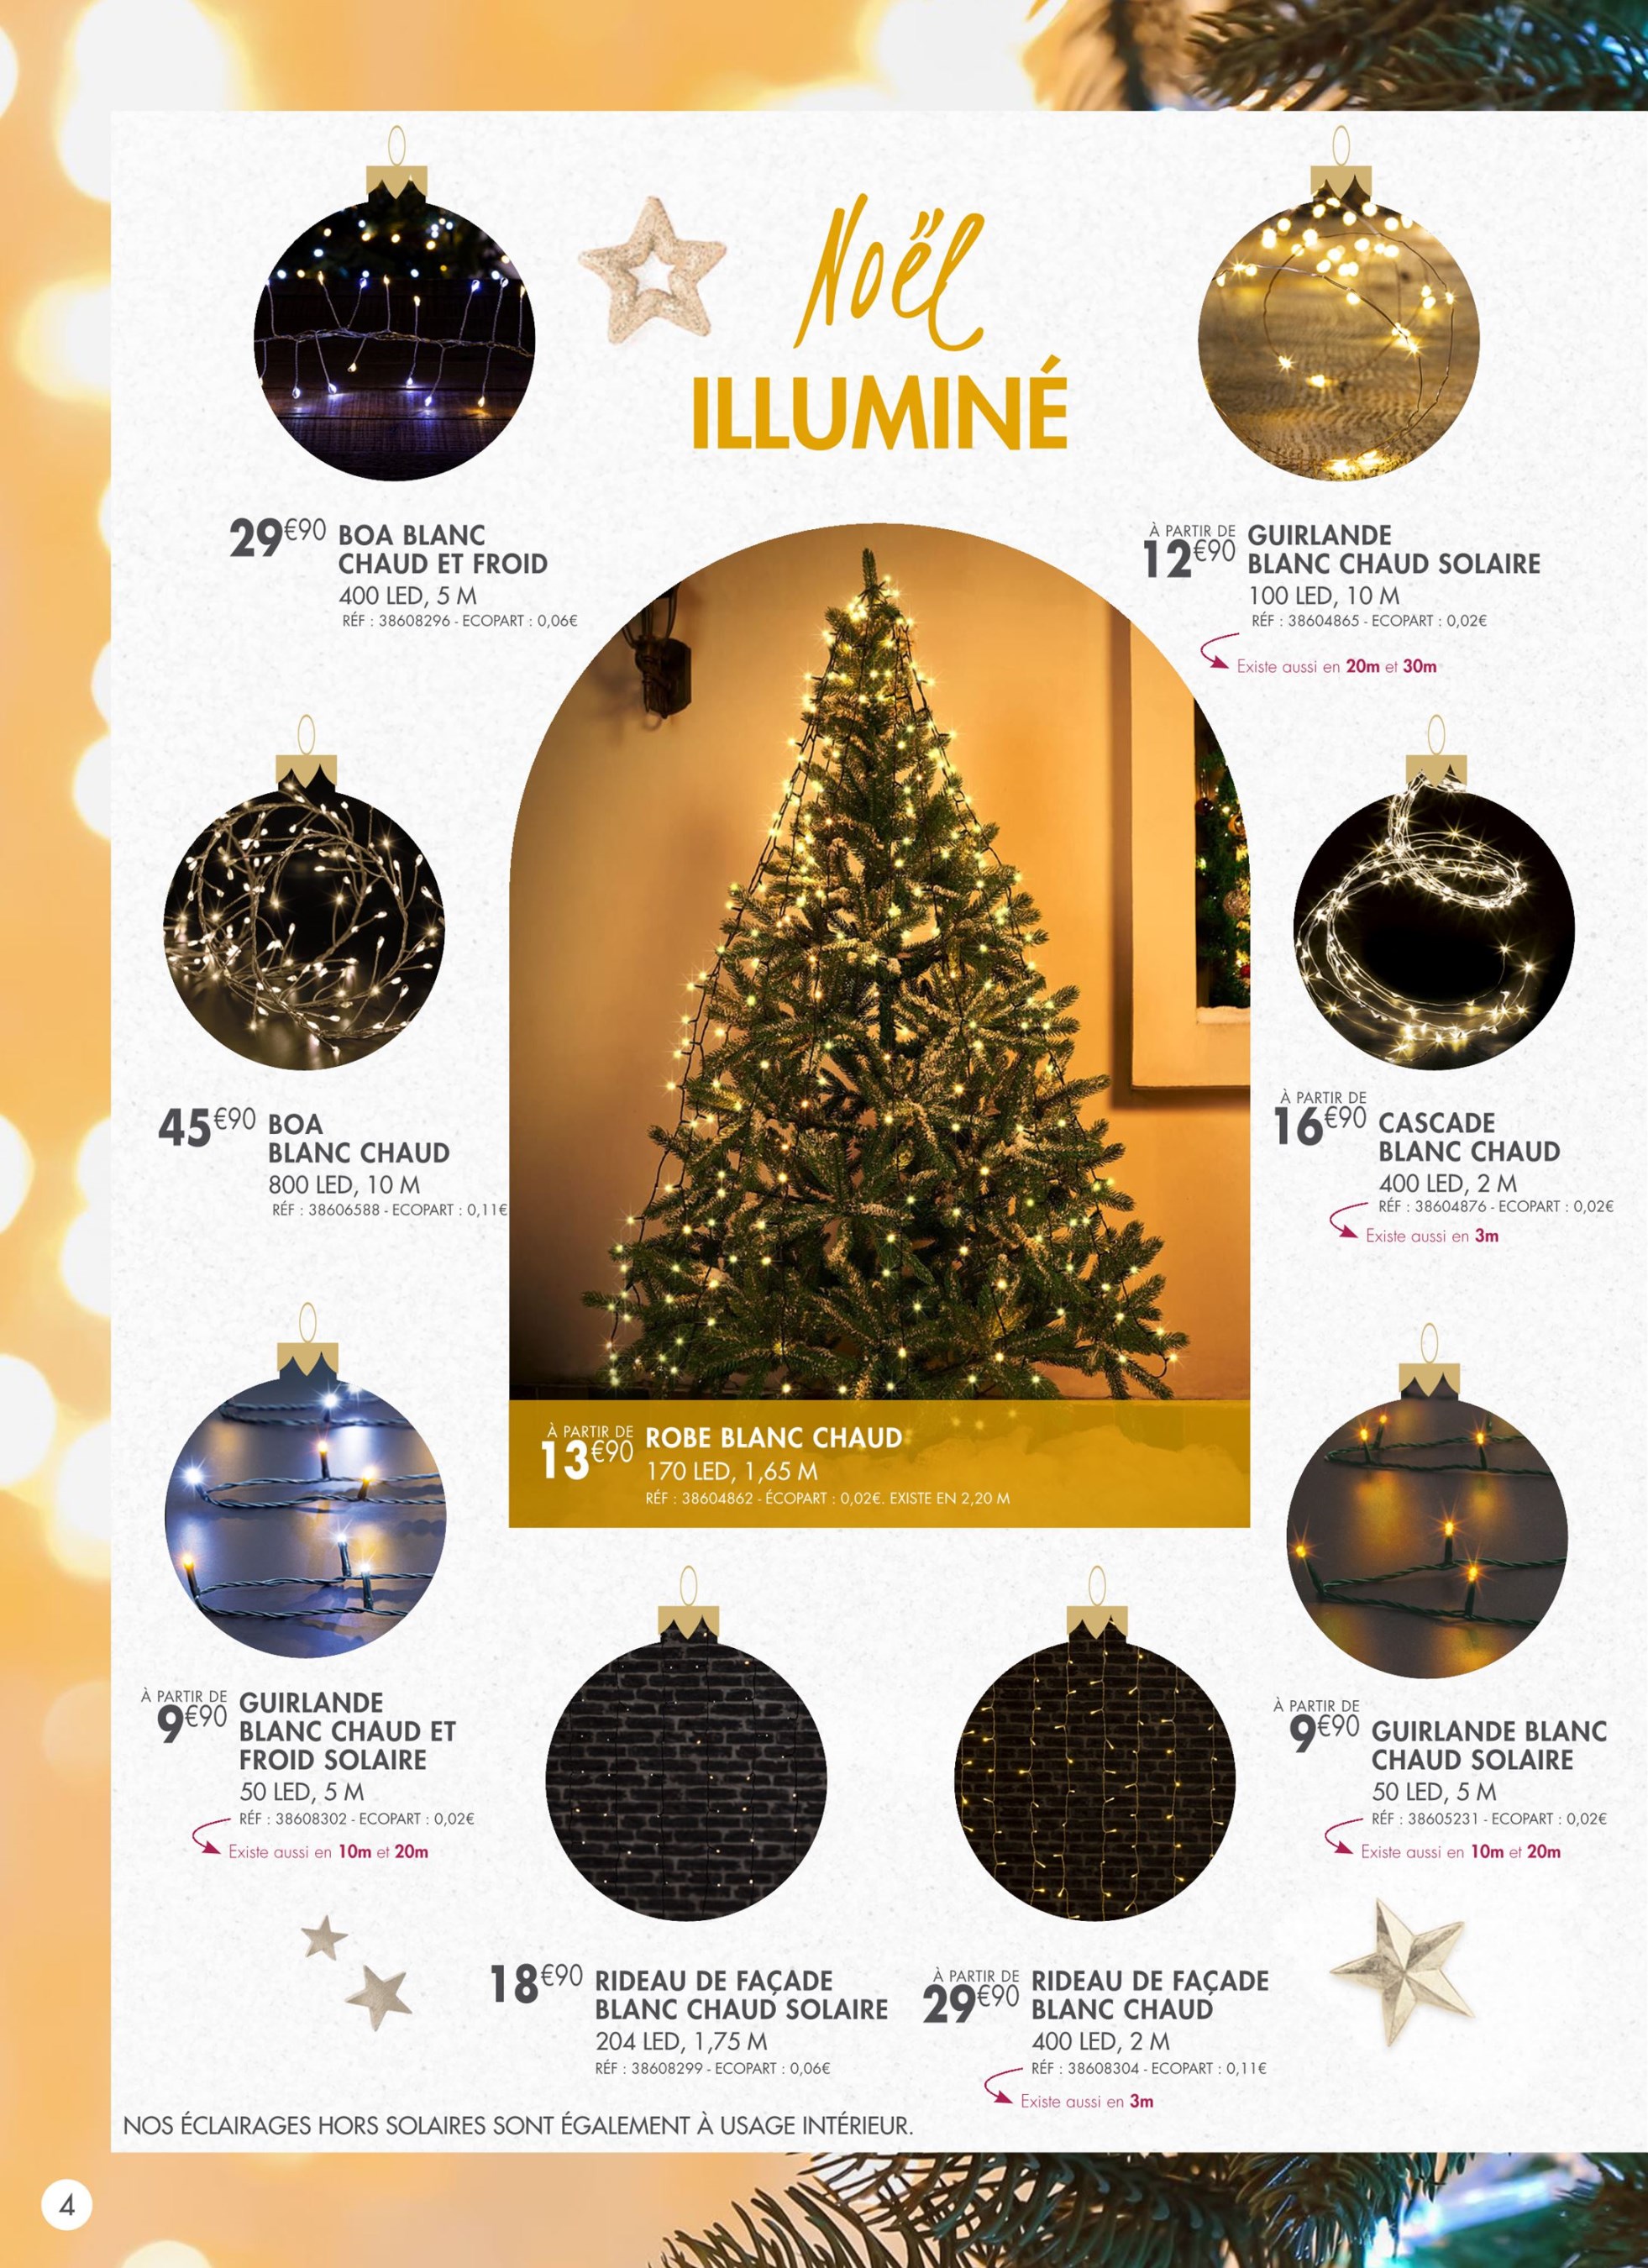 Noël
ILLUMINÉ
29€90 BOA BLANC
CHAUD ET FROID
400 LED, 5 M
RÉF : 38608296 - ECOPART : 0,06€
À PARTIR DE
12€90 GUIRLANDE
BLANC CHAUD SOLAIRE
100 LED, 10 M
RÉF : 38604865 - ECOPART : 0,02€
Existe aussi en 20m et 30m
45€90 BOA
BLANC CHAUD
800 LED, 10 M
RÉF : 38606588 - ECOPART : 0,11€
À PARTIR DE
16€90 CASCADE
BLANC CHAUD
400 LED, 2 M
RÉF : 38604876 - ECOPART : 0,02€
Existe aussi en 3m
À PARTIR DE
13€90 ROBE BLANC CHAUD
170 LED, 1,65 M
RÉF : 38604862 - ÉCOPART : 0,02€. EXISTE EN 2,20 M
À PARTIR DE
9€90 GUIRLANDE
BLANC CHAUD ET
FROID SOLAIRE
50 LED, 5 M
RÉF : 38608302 - ECOPART : 0,02€
Existe aussi en 10m et 20m
À PARTIR DE
9€90 GUIRLANDE BLANC
CHAUD SOLAIRE
50 LED, 5 M
RÉF : 38605231 - ECOPART : 0,02€
Existe aussi en 10m et 20m
18€90 RIDEAU DE FAÇADE
BLANC CHAUD SOLAIRE
204 LED, 1,75 M
RÉF : 38608299 - ECOPART : 0,06€
À PARTIR DE
29€90 RIDEAU DE FAÇADE
BLANC CHAUD
400 LED, 2 M
RÉF : 38608304 - ECOPART : 0,11€
Existe aussi en 3m
NOS ÉCLAIRAGES HORS SOLAIRES SONT ÉGALEMENT À USAGE INTÉRIEUR.
4